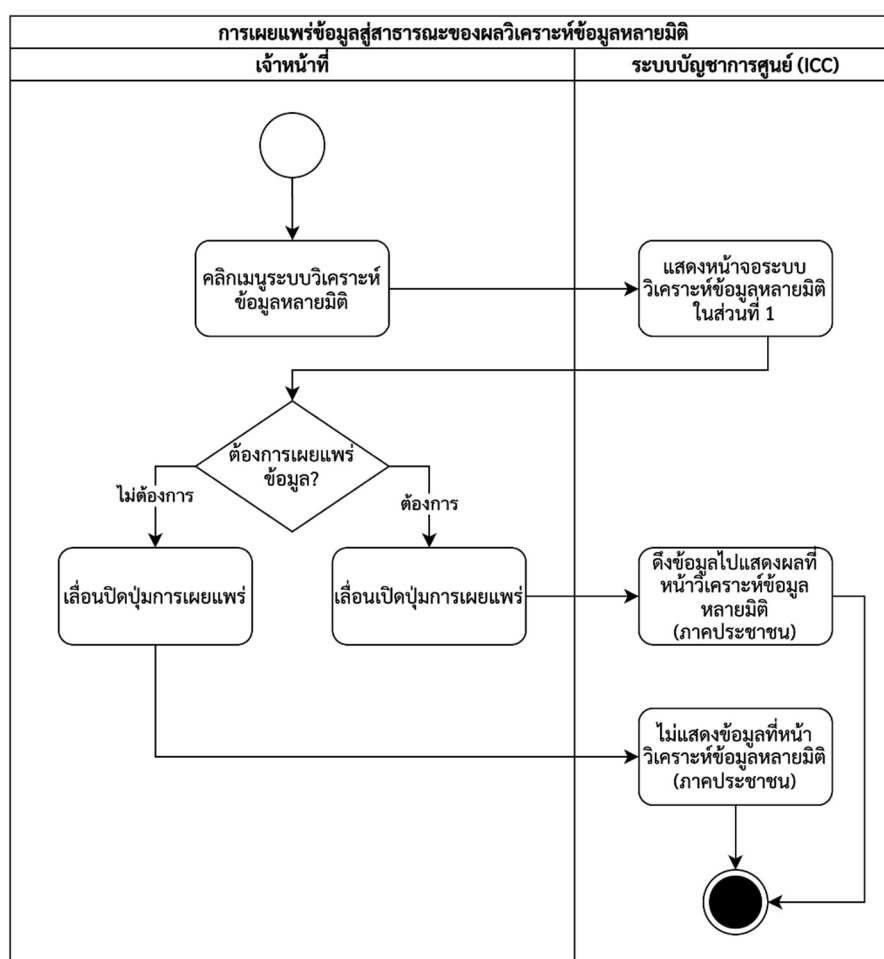 การเผยแพร่ข้อมูลสู่สาธารณะของผลวิเคราะห์ข้อมูลหลายมิติ
เจ้าหน้าที่
ระบบบัญชาการศูนย์ (ICC)
คลิกเมนูระบบวิเคราะห์
ข้อมูลหลายมิติ
แสดงหน้าจอระบบ
วิเคราะห์ข้อมูลหลายมิติ
ในส่วนที่ 1
ต้องการเผยแพร่
ข้อมูล?
ไม่ต้องการ
ต้องการ
เลื่อนปิดปุ่มการเผยแพร่
เลื่อนเปิดปุ่มการเผยแพร่
ดึงข้อมูลไปแสดงผลที่
หน้าวิเคราะห์ข้อมูล
หลายมิติ
(ภาคประชาชน)
ไม่แสดงข้อมูลที่หน้า
วิเคราะห์ข้อมูลหลายมิติ
(ภาคประชาชน)